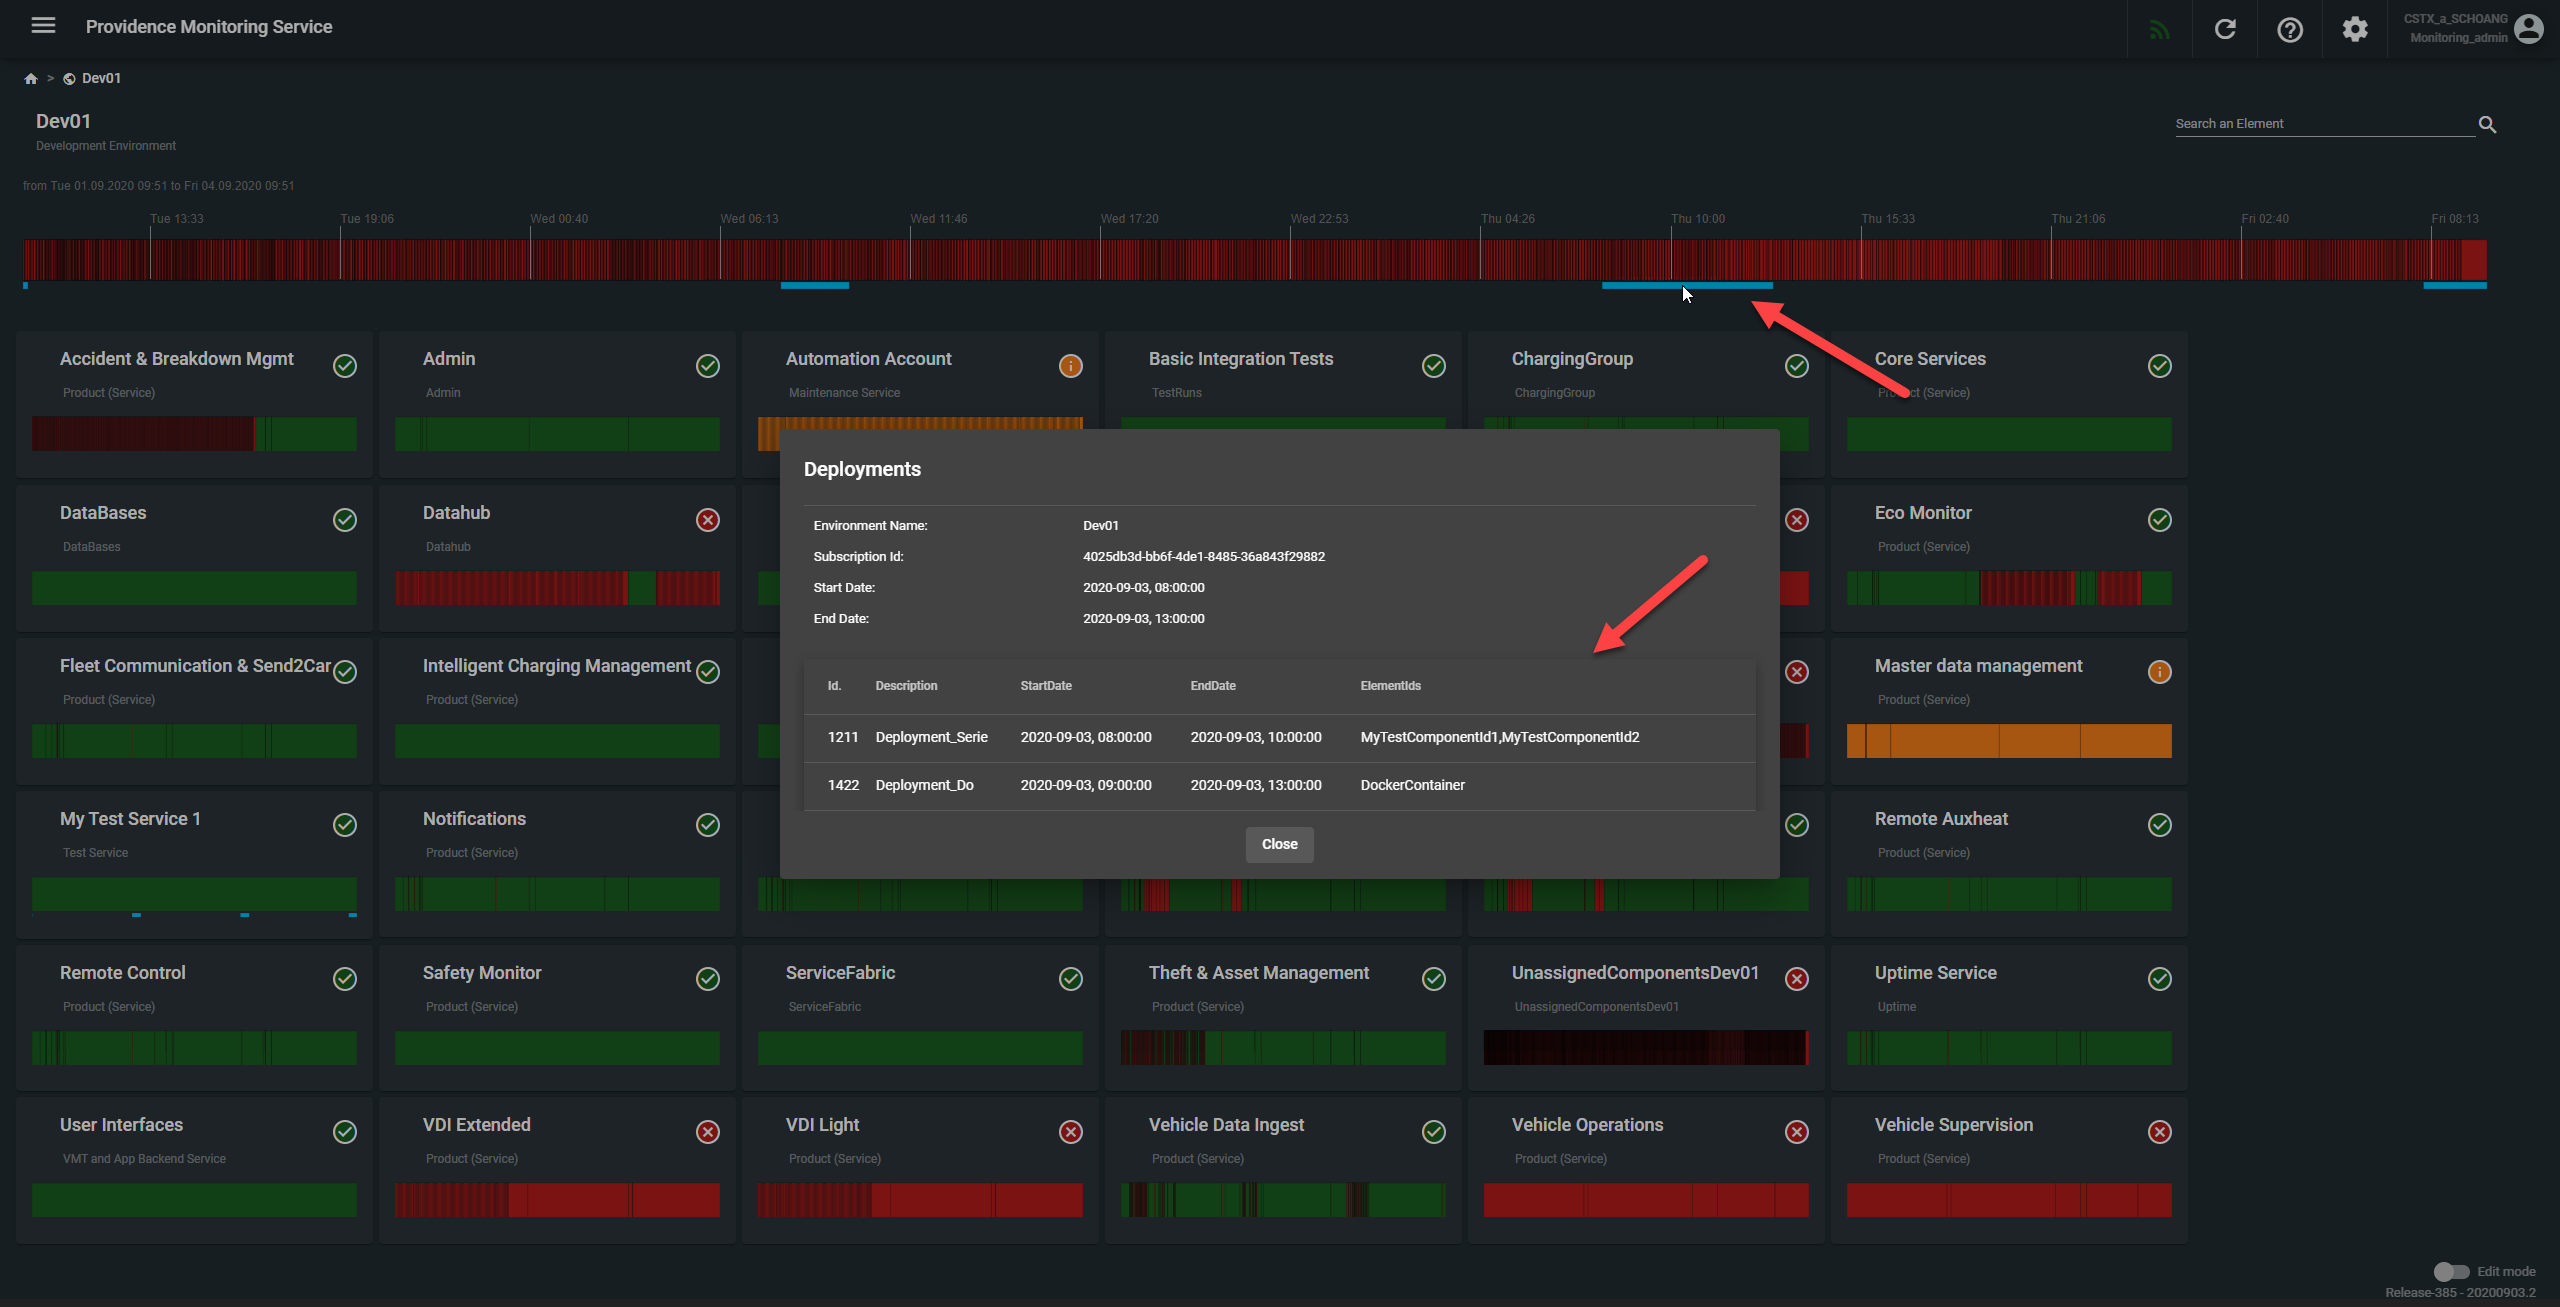 Providence Monitoring Service
CSTX_a_SCHOANG
Monitoring_admin
> Dev01
Dev01
Development Environment
Search an Element
from Tue 01.09.2020 09:51 to Fri 04.09.2020 09:51
Tue 13:33 Tue 19:06 Wed 00:40 Wed 06:13 Wed 11:46 Wed 17:20 Wed 22:53 Thu 04:26 Thu 10:00 Thu 15:33 Thu 21:06 Fri 02:40 Fri 08:13
Accident & Breakdown Mgmt Admin Automation Account Basic Integration Tests ChargingGroup Core Services
Product (Service) Admin Maintenance Service TestRuns ChargingGroup Product (Service)
Deployments
Environment Name: Dev01
Subscription Id: 4025db3d-bb6f-4de1-8485-36a843f29882
Start Date: 2020-09-03, 08:00:00
End Date: 2020-09-03, 13:00:00
Id. Description StartDate EndDate ElementIds
1211 Deployment_Serie 2020-09-03, 08:00:00 2020-09-03, 10:00:00 MyTestComponentId1,MyTestComponentId2
1422 Deployment_Do 2020-09-03, 09:00:00 2020-09-03, 13:00:00 DockerContainer
Close
DataBases Datahub Eco Monitor
DataBases Datahub Product (Service)
Fleet Communication & Send2Car Intelligent Charging Management Master data management
Product (Service) Product (Service) Product (Service)
My Test Service 1 Notifications Remote Auxheat
Test Service Product (Service) Product (Service)
Remote Control Safety Monitor ServiceFabric Theft & Asset Management UnassignedComponentsDev01 Uptime Service
Product (Service) Product (Service) ServiceFabric Product (Service) UnassignedComponentsDev01 Uptime
User Interfaces VDI Extended VDI Light Vehicle Data Ingest Vehicle Operations Vehicle Supervision
VMT and App Backend Service Product (Service) Product (Service) Product (Service) Product (Service) Product (Service)
Edit mode
Release-385 - 20200903.2